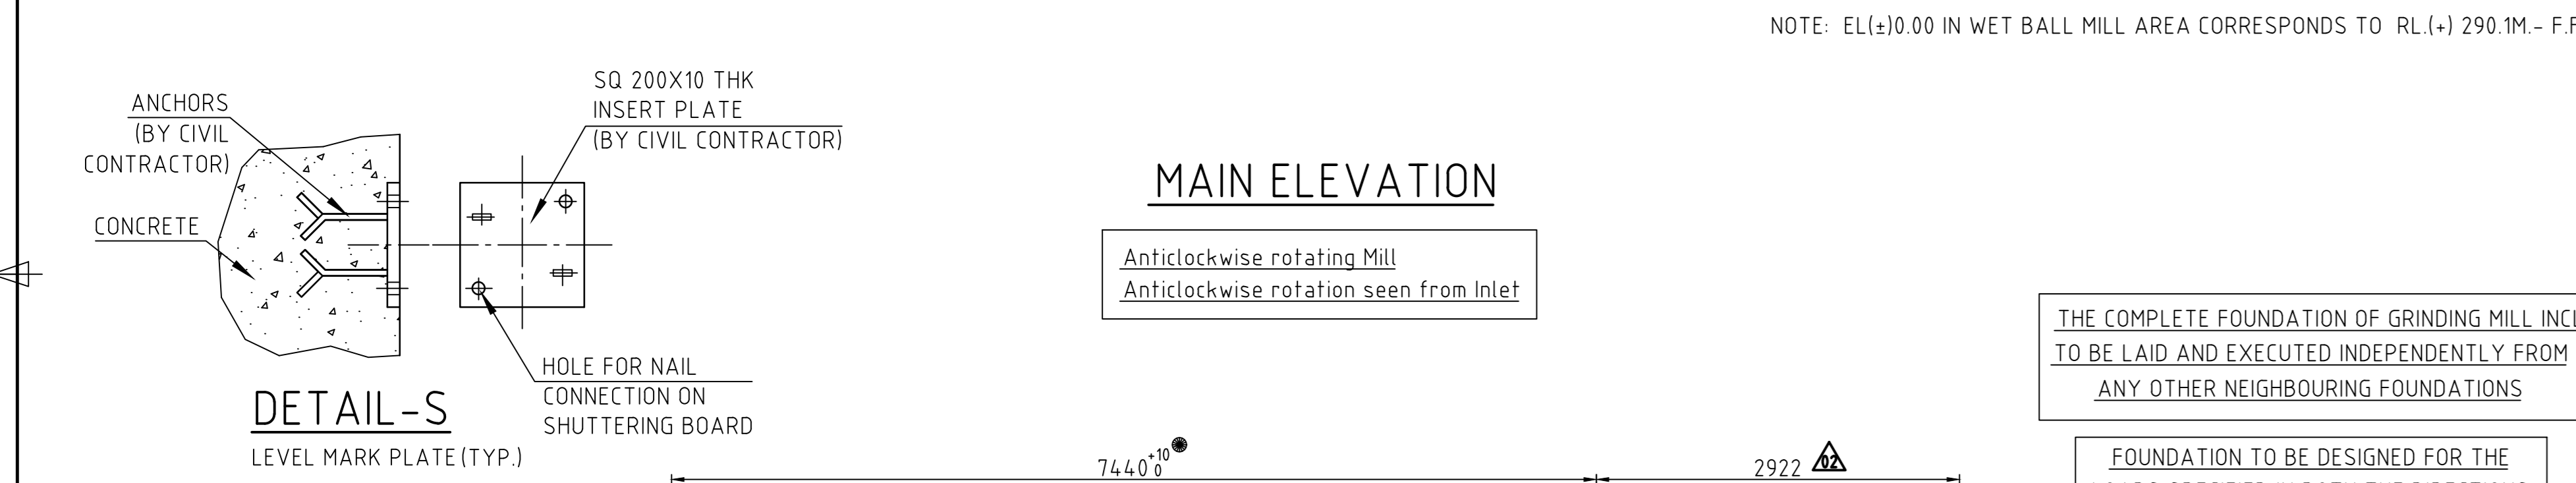 NOTE: EL(±)0.00 IN WET BALL MILL AREA CORRESPONDS TO RL.(+) 290.1M.- F.F
SQ 200X10 THK
INSERT PLATE
(BY CIVIL CONTRACTOR)
ANCHORS
(BY CIVIL
CONTRACTOR)
CONCRETE
HOLE FOR NAIL
CONNECTION ON
SHUTTERING BOARD
DETAIL-S
LEVEL MARK PLATE(TYP.)
MAIN ELEVATION
Anticlockwise rotating Mill
Anticlockwise rotation seen from Inlet
THE COMPLETE FOUNDATION OF GRINDING MILL INCL
TO BE LAID AND EXECUTED INDEPENDENTLY FROM
ANY OTHER NEIGHBOURING FOUNDATIONS
FOUNDATION TO BE DESIGNED FOR THE
7440 +10 0
2922 02